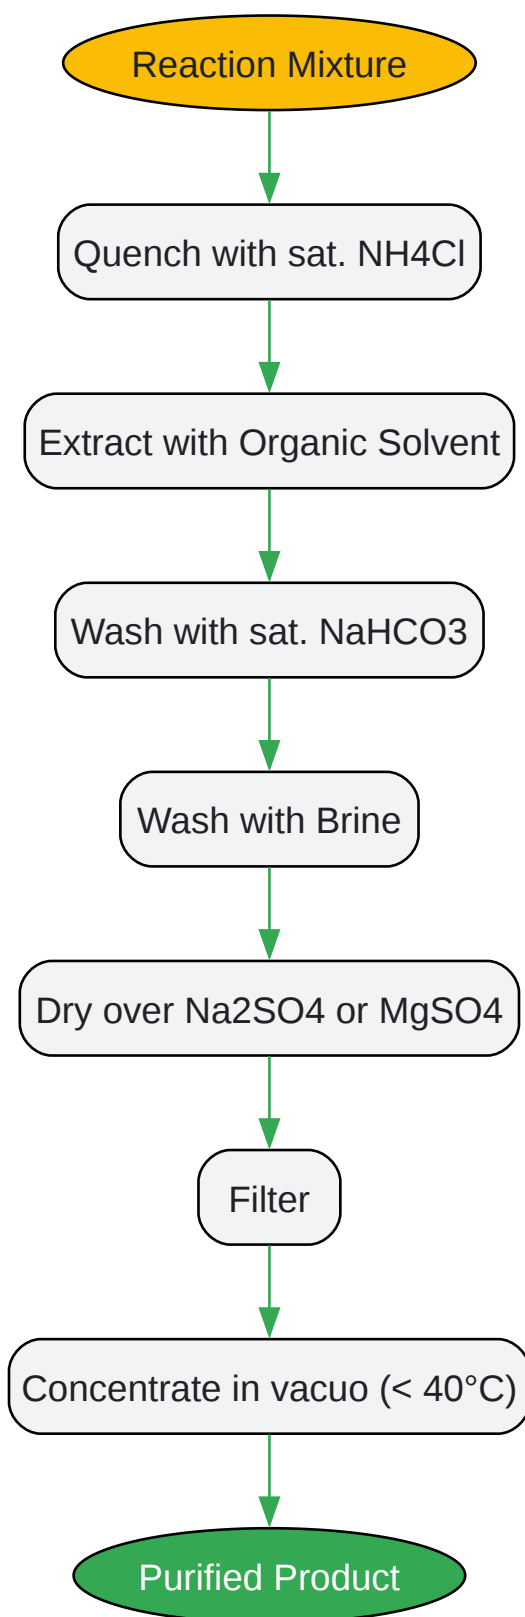 Reaction Mixture
Quench with sat. NH4Cl
Extract with Organic Solvent
Wash with sat. NaHCO3
Wash with Brine
Dry over Na2SO4 or MgSO4
Filter
Concentrate in vacuo (< 40°C)
Purified Product